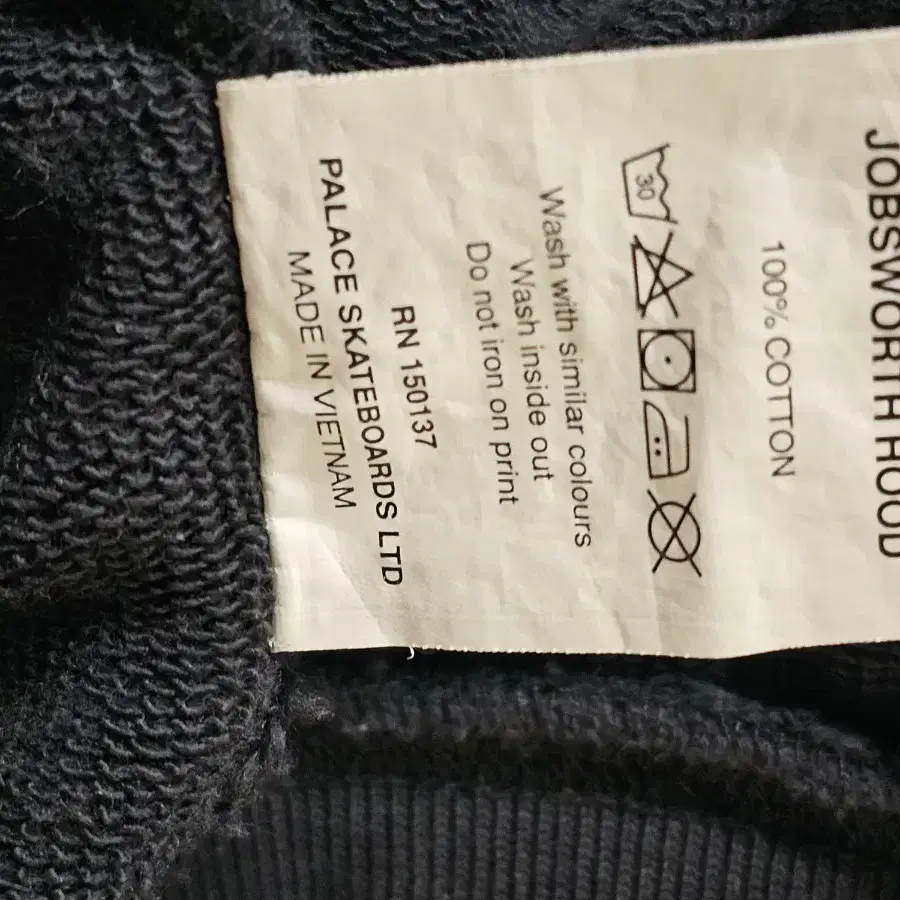 JOBSWORTH HOOD
100% COTTON
30
Wash with similar colours
Wash inside out
Do not iron on print
RN 150137
PALACE SKATEBOARDS LTD
MADE IN VIETNAM